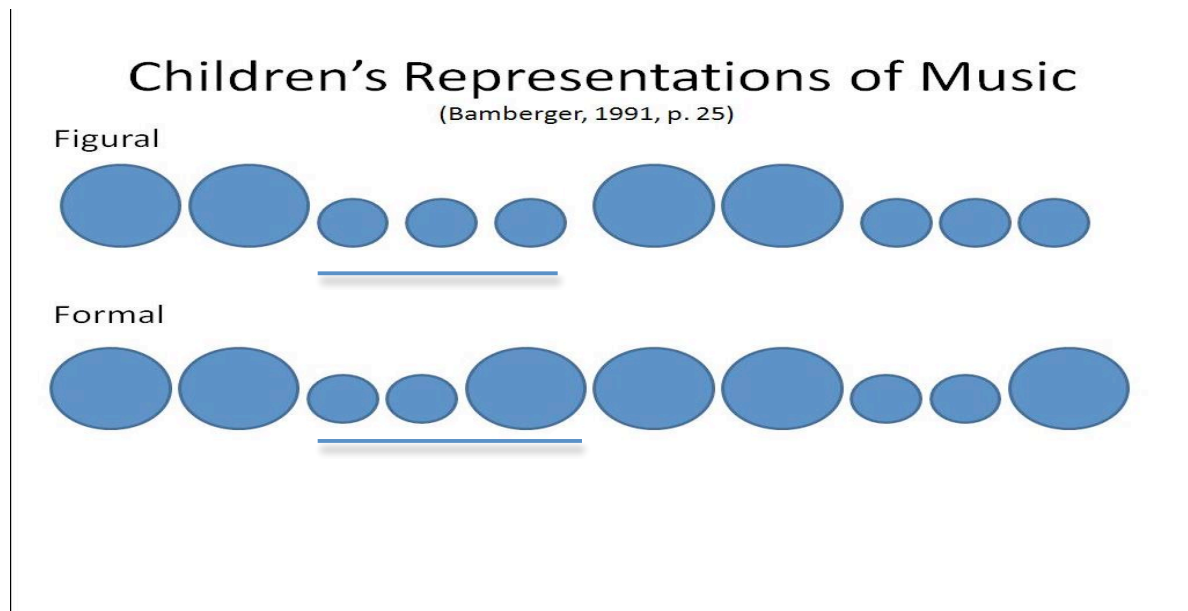 Children's Representations of Music
(Bamberger, 1991, p. 25)
Figural
Formal